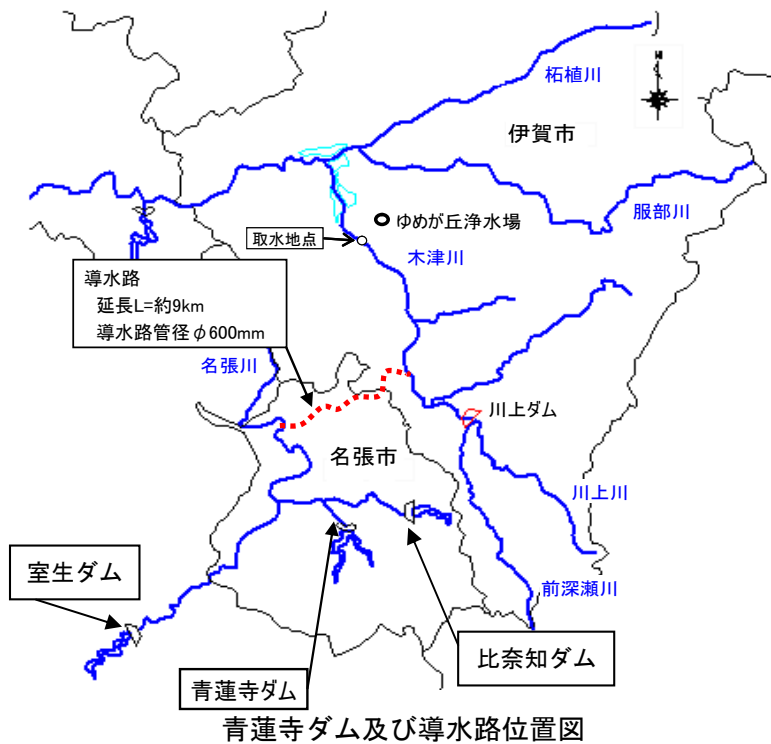 柘植川
N
伊賀市
服部川
ゆめが丘浄水場
取水地点
木津川
導水路
延長L=約9km
導水路管径φ600mm
名張川
川上ダム
名張市
川上川
室生ダム
前深瀬川
比奈知ダム
青蓮寺ダム
青蓮寺ダム及び導水路位置図